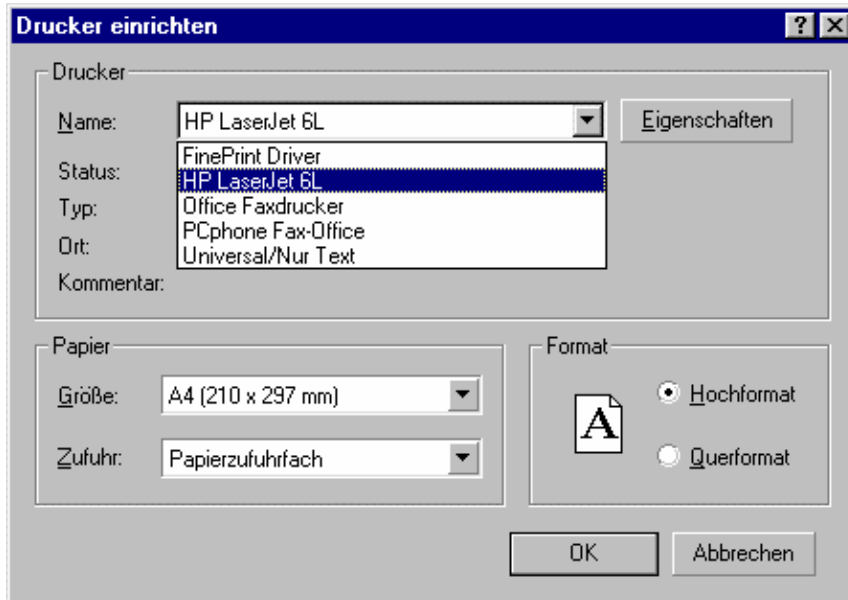 Drucker einrichten
Drucker
Name: HP LaserJet 6L Eigenschaften
FinePrint Driver
Status: HP LaserJet 6L
Typ: Office Faxdrucker
PCphone Fax-Office
Ort: Universal/Nur Text
Kommentar:
Papier
Größe: A4 (210 x 297 mm)
Zufuhr: Papierzufuhrfach
Format
A Hochformat
Querformat
OK Abbrechen